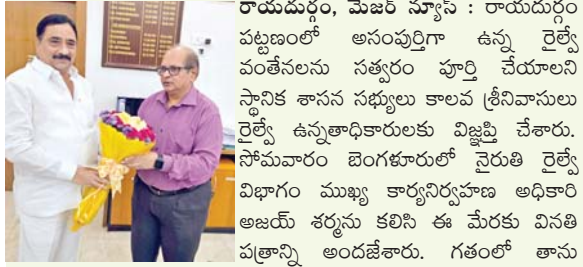 రాయదుర్గం, మేజర్ న్యూస్ : రాయదుర్గం
పట్టణంలో అసంపుర్తిగా ఉన్న రైల్వే
వంతేనలను సత్వరం పూర్తి చేయాలని
స్థానిక శాసన సభ్యులు కాలవ శ్రీనివాసులు
రైల్వే ఉన్నతాధికారులకు విజ్ఞప్తి చేశారు.
సోమవారం బెంగళూరులో నైరుతి రైల్వే
విభాగం ముఖ్య కార్యనిర్వహణ అధికారి
అజయ్ శర్మను కలిసి ఈ మేరకు వినతి
పత్రాన్ని అందజేశారు. గతంలో తాను